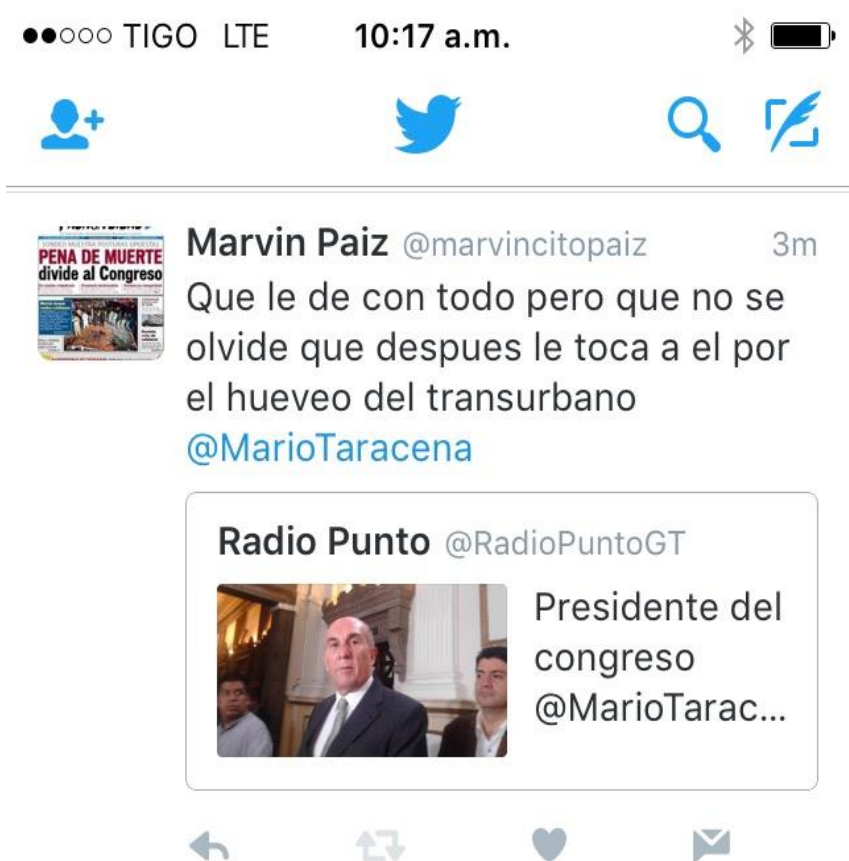 TIGO LTE 10:17 a.m.
Marvin Paiz @marvincitopaiz 3m
PENA DE MUERTE
divide al Congreso
Que le de con todo pero que no se
olvide que despues le toca a el por
el hueveo del transurbano
@MarioTaracena
Radio Punto @RadioPuntoGT
Presidente del
congreso
@MarioTarac...